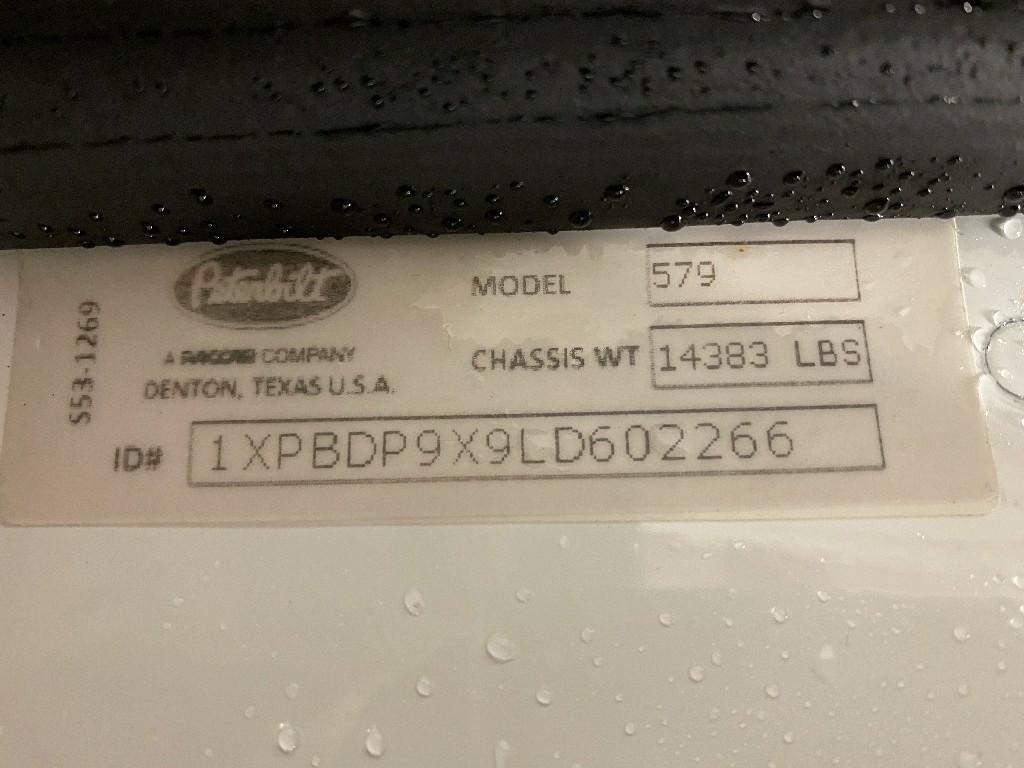 Peterbilt
A PACCAR COMPANY
DENTON, TEXAS U.S.A.
S53-1269
MODEL 579
CHASSIS WT 14383 LBS
ID# 1XPBDP9X9LD602266